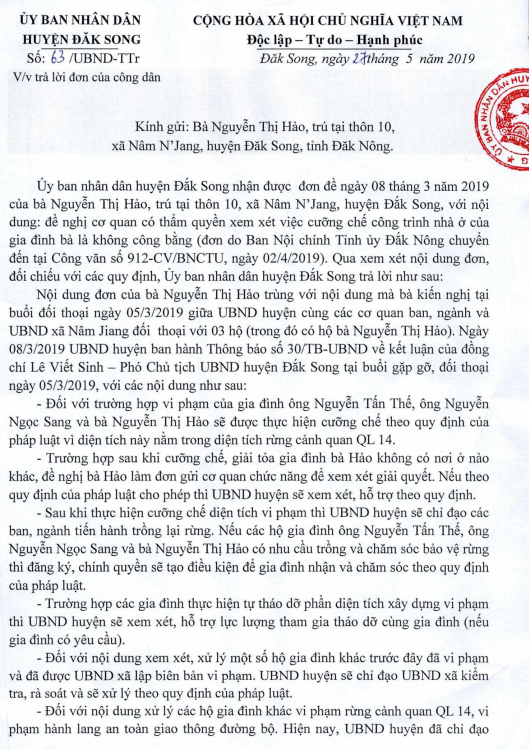 ỦY BAN NHÂN DÂN
HUYỆN ĐĂK SONG
Số: 63 /UBND-TTr
V/v trả lời đơn của công dân
CỘNG HÒA XÃ HỘI CHỦ NGHĨA VIỆT NAM
Độc lập – Tự do – Hạnh phúc
Đăk Song, ngày 27 tháng 5 năm 2019
ỦY BAN NHÂN DÂN HUY
Kính gửi: Bà Nguyễn Thị Hảo, trú tại thôn 10,
xã Nâm N’Jang, huyện Đăk Song, tỉnh Đăk Nông.
Ủy ban nhân dân huyện Đắk Song nhận được đơn đề ngày 08 tháng 3 năm 2019
của bà Nguyễn Thị Hảo, trú tại thôn 10, xã Nâm N’Jang, huyện Đăk Song, với nội
dung: đề nghị cơ quan có thẩm quyền xem xét việc cưỡng chế công trình nhà ở của
gia đình bà là không công bằng (đơn do Ban Nội chính Tỉnh ủy Đắk Nông chuyển
đến tại Công văn số 912-CV/BNCTU, ngày 02/4/2019). Qua xem xét nội dung đơn,
đối chiếu với các quy định, Ủy ban nhân dân huyện Đăk Song trả lời như sau:
Nội dung đơn của bà Nguyễn Thị Hảo trùng với nội dung mà bà kiến nghị tại
buổi đối thoại ngày 05/3/2019 giữa UBND huyện cùng các cơ quan ban, ngành và
UBND xã Nâm Jiang đối thoại với 03 hộ (trong đó có hộ bà Nguyễn Thị Hảo). Ngày
08/3/2019 UBND huyện ban hành Thông báo số 30/TB-UBND về kết luận của đồng
chí Lê Viết Sinh – Phó Chủ tịch UBND huyện Đăk Song tại buổi gặp gỡ, đối thoại
ngày 05/3/2019, với các nội dung như sau:
- Đối với trường hợp vi phạm của gia đình ông Nguyễn Tấn Thế, ông Nguyễn
Ngọc Sang và bà Nguyễn Thị Hảo sẽ được thực hiện cưỡng chế theo quy định của
pháp luật vì diện tích này nằm trong diện tích rừng cảnh quan QL 14.
- Trường hợp sau khi cưỡng chế, giải tỏa gia đình bà Hảo không có nơi ở nào
khác, đề nghị bà Hảo làm đơn gửi cơ quan chức năng để xem xét giải quyết. Nếu theo
quy định của pháp luật cho phép thì UBND huyện sẽ xem xét, hỗ trợ theo quy định.
- Sau khi thực hiện cưỡng chế diện tích vi phạm thì UBND huyện sẽ chỉ đạo các
ban, ngành tiến hành trồng lại rừng. Nếu các hộ gia đình ông Nguyễn Tấn Thế, ông
Nguyễn Ngọc Sang và bà Nguyễn Thị Hảo có nhu cầu trồng và chăm sóc bảo vệ rừng
thì đăng ký, chính quyền sẽ tạo điều kiện để gia đình nhận và chăm sóc theo quy định
của pháp luật.
- Trường hợp các gia đình thực hiện tự tháo dỡ phần diện tích xây dựng vi phạm
thì UBND huyện sẽ xem xét, hỗ trợ lực lượng tham gia tháo dỡ cùng gia đình (nếu
gia đình có yêu cầu).
- Đối với nội dung xem xét, xử lý một số hộ gia đình khác trước đây đã vi phạm
và đã được UBND xã lập biên bản vi phạm. UBND huyện sẽ chỉ đạo UBND xã kiểm
tra, rà soát và sẽ xử lý theo quy định của pháp luật.
- Đối với nội dung xử lý các hộ gia đình khác vi phạm rừng cảnh quan QL 14, vi
phạm hành lang an toàn giao thông đường bộ. Hiện nay, UBND huyện đã chỉ đạo